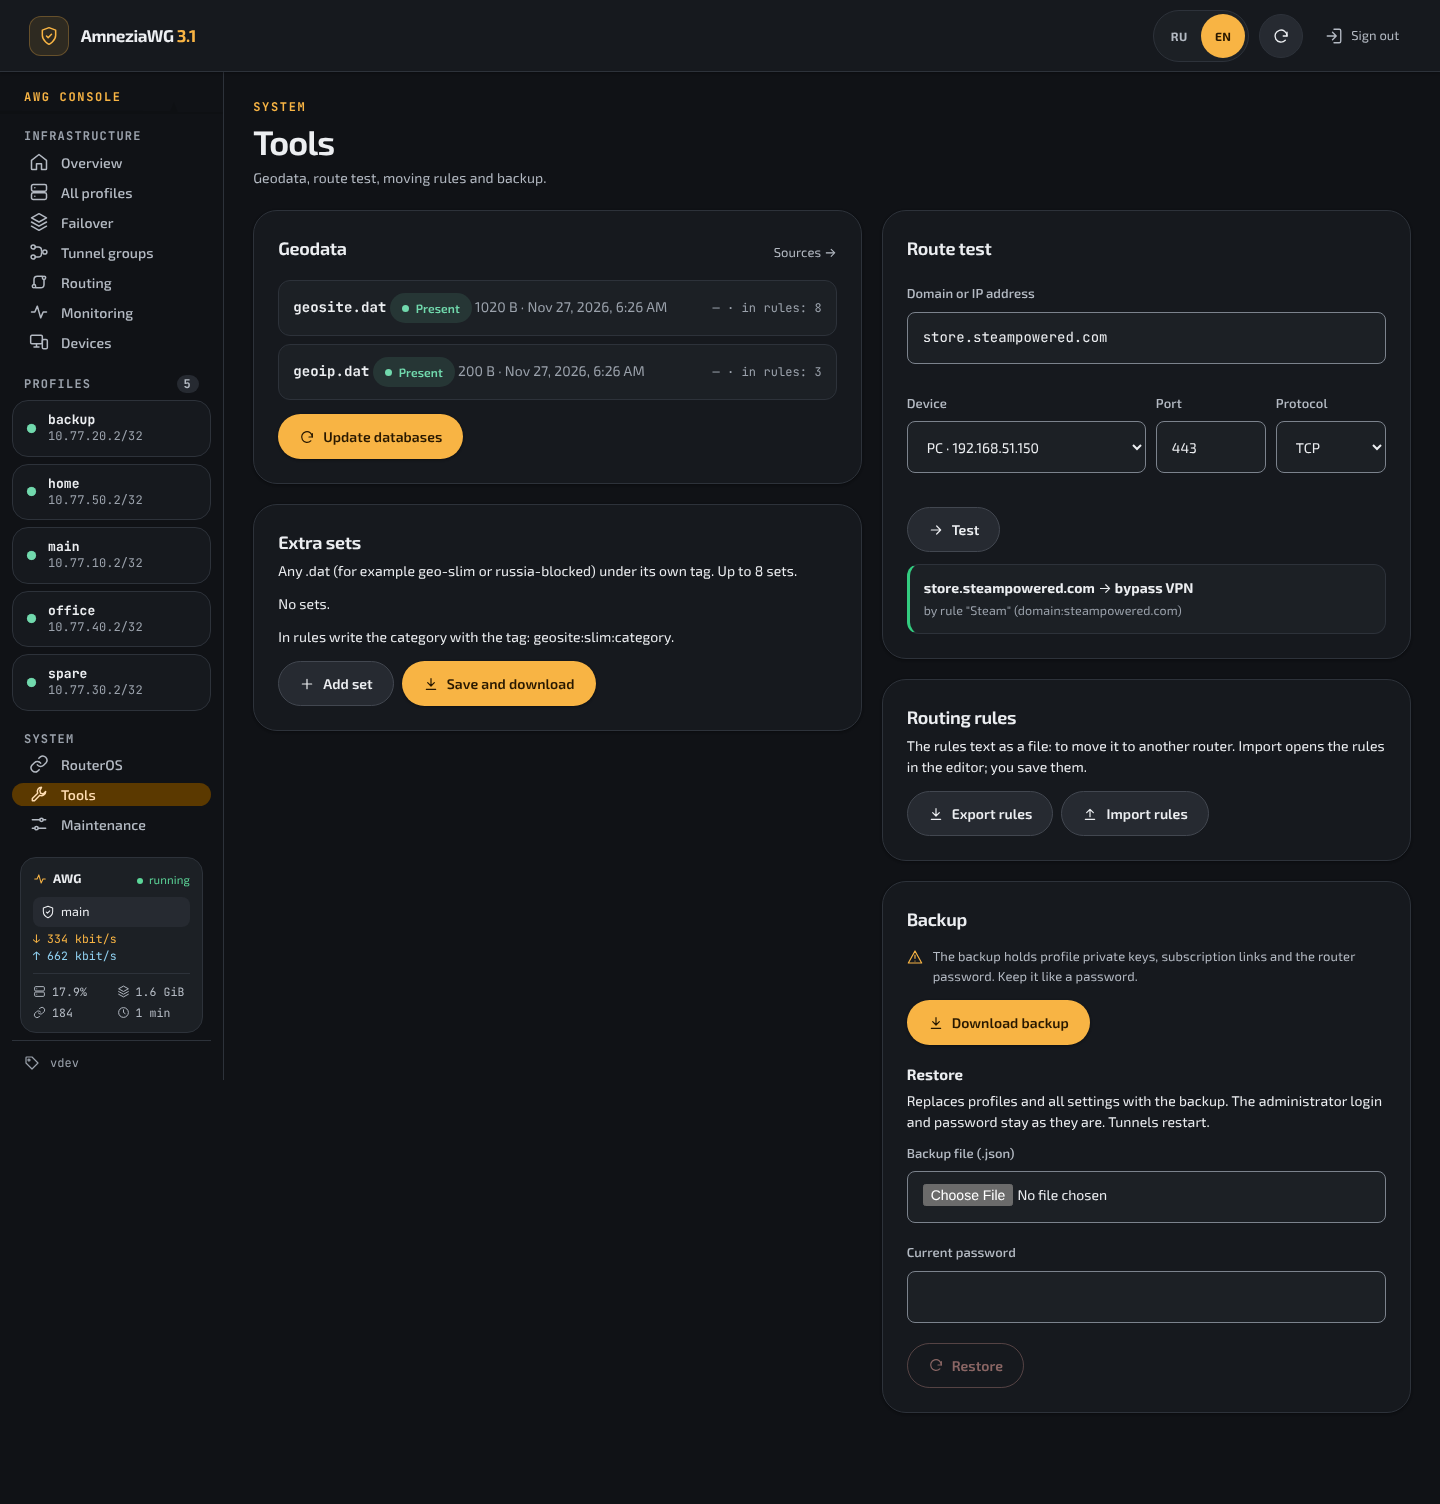 AmneziaWG 3.1
RU EN Sign out
AWG CONSOLE
INFRASTRUCTURE
Overview
All profiles
Failover
Tunnel groups
Routing
Monitoring
Devices
PROFILES 5
backup
10.77.20.2/32
home
10.77.50.2/32
main
10.77.10.2/32
office
10.77.40.2/32
spare
10.77.30.2/32
SYSTEM
RouterOS
Tools
Maintenance
AWG running
main
↓ 334 kbit/s
↑ 662 kbit/s
17.9% 1.6 GiB
184 1 min
vdev
SYSTEM
Tools
Geodata, route test, moving rules and backup.
Geodata Sources →
geosite.dat Present 1020 B · Nov 27, 2026, 6:26 AM — · in rules: 8
geoip.dat Present 200 B · Nov 27, 2026, 6:26 AM — · in rules: 3
Update databases
Extra sets
Any .dat (for example geo-slim or russia-blocked) under its own tag. Up to 8 sets.
No sets.
In rules write the category with the tag: geosite:slim:category.
Add set Save and download
Route test
Domain or IP address
store.steampowered.com
Device Port Protocol
PC · 192.168.51.150 443 TCP
Test
store.steampowered.com → bypass VPN
by rule "Steam" (domain:steampowered.com)
Routing rules
The rules text as a file: to move it to another router. Import opens the rules
in the editor; you save them.
Export rules Import rules
Backup
The backup holds profile private keys, subscription links and the router
password. Keep it like a password.
Download backup
Restore
Replaces profiles and all settings with the backup. The administrator login
and password stay as they are. Tunnels restart.
Backup file (.json)
Choose File No file chosen
Current password
Restore